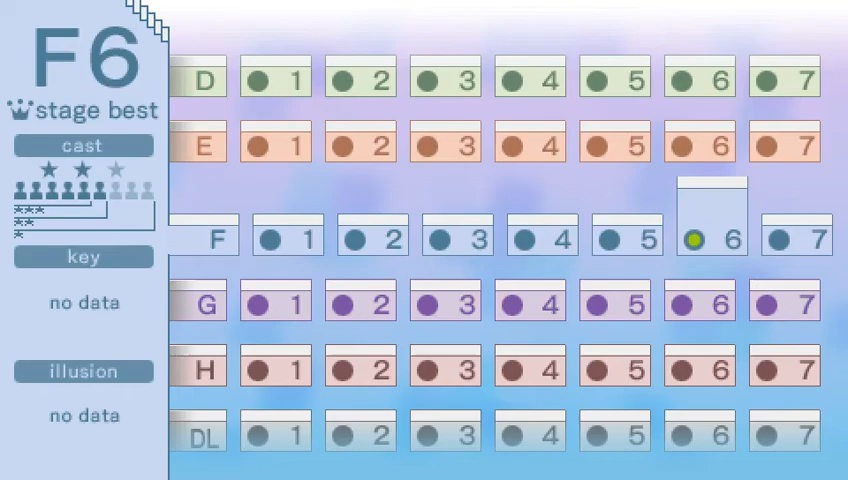 F6
stage best
cast
★ ★ ★
***
**
*
key
no data
illusion
no data
D 1 2 3 4 5 6 7
E 1 2 3 4 5 6 7
F 1 2 3 4 5 6 7
G 1 2 3 4 5 6 7
H 1 2 3 4 5 6 7
DL 1 2 3 4 5 6 7